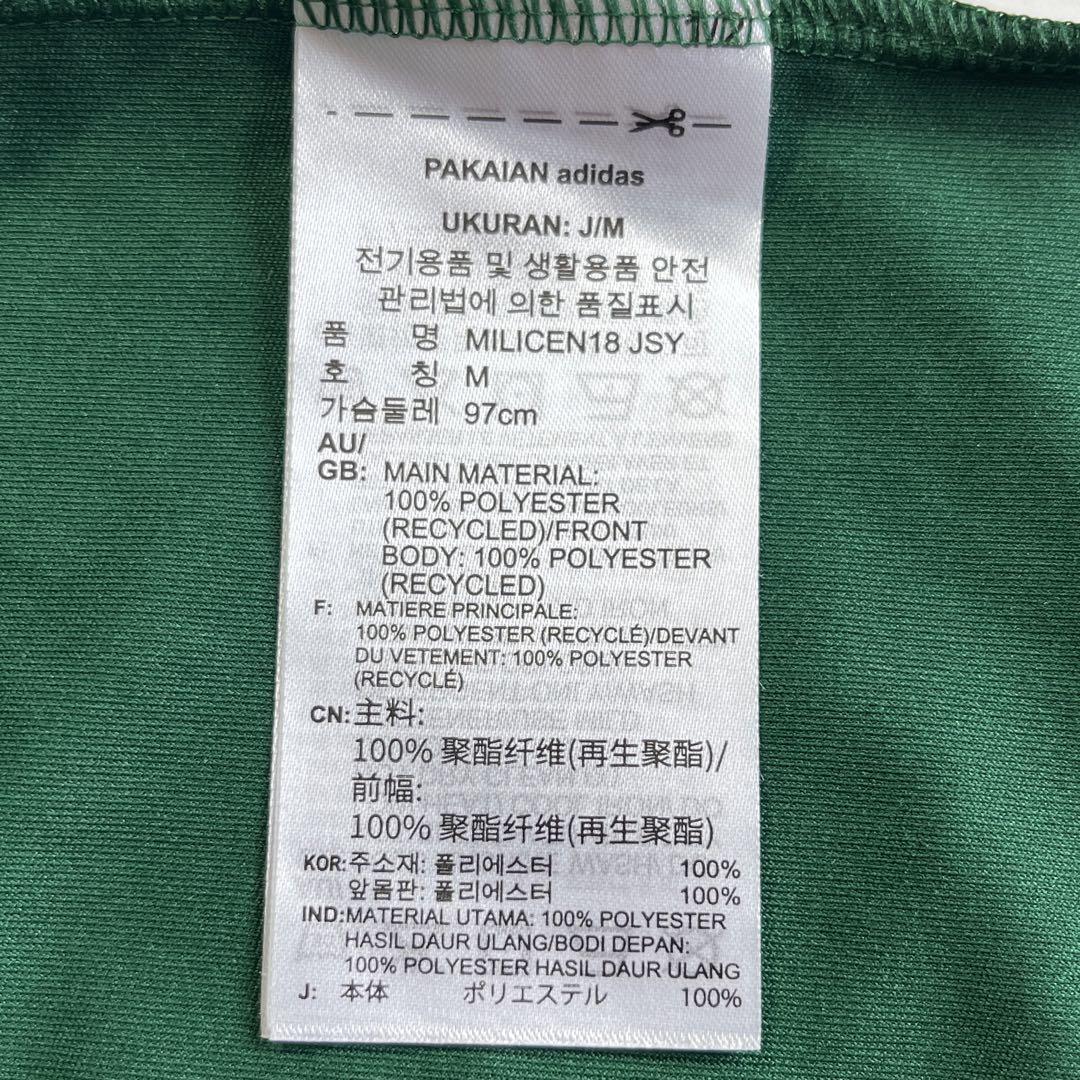 1/2
PAKAIAN adidas
UKURAN: J/M
전기용품 및 생활용품 안전
관리법에 의한 품질표시
품 명 MILICEN18 JSY
호 칭 M
가슴둘레 97cm
AU/
GB: MAIN MATERIAL:
100% POLYESTER
(RECYCLED)/FRONT
BODY: 100% POLYESTER
(RECYCLED)
F: MATIERE PRINCIPALE:
100% POLYESTER (RECYCLÉ)/DEVANT
DU VETEMENT: 100% POLYESTER
(RECYCLÉ)
CN: 主料:
100% 聚酯纤维(再生聚酯)/
前幅:
100% 聚酯纤维(再生聚酯)
KOR: 주소재: 폴리에스터 100%
앞몸판: 폴리에스터 100%
IND: MATERIAL UTAMA: 100% POLYESTER
HASIL DAUR ULANG/BODI DEPAN:
100% POLYESTER HASIL DAUR ULANG
J: 本体 ポリエステル 100%